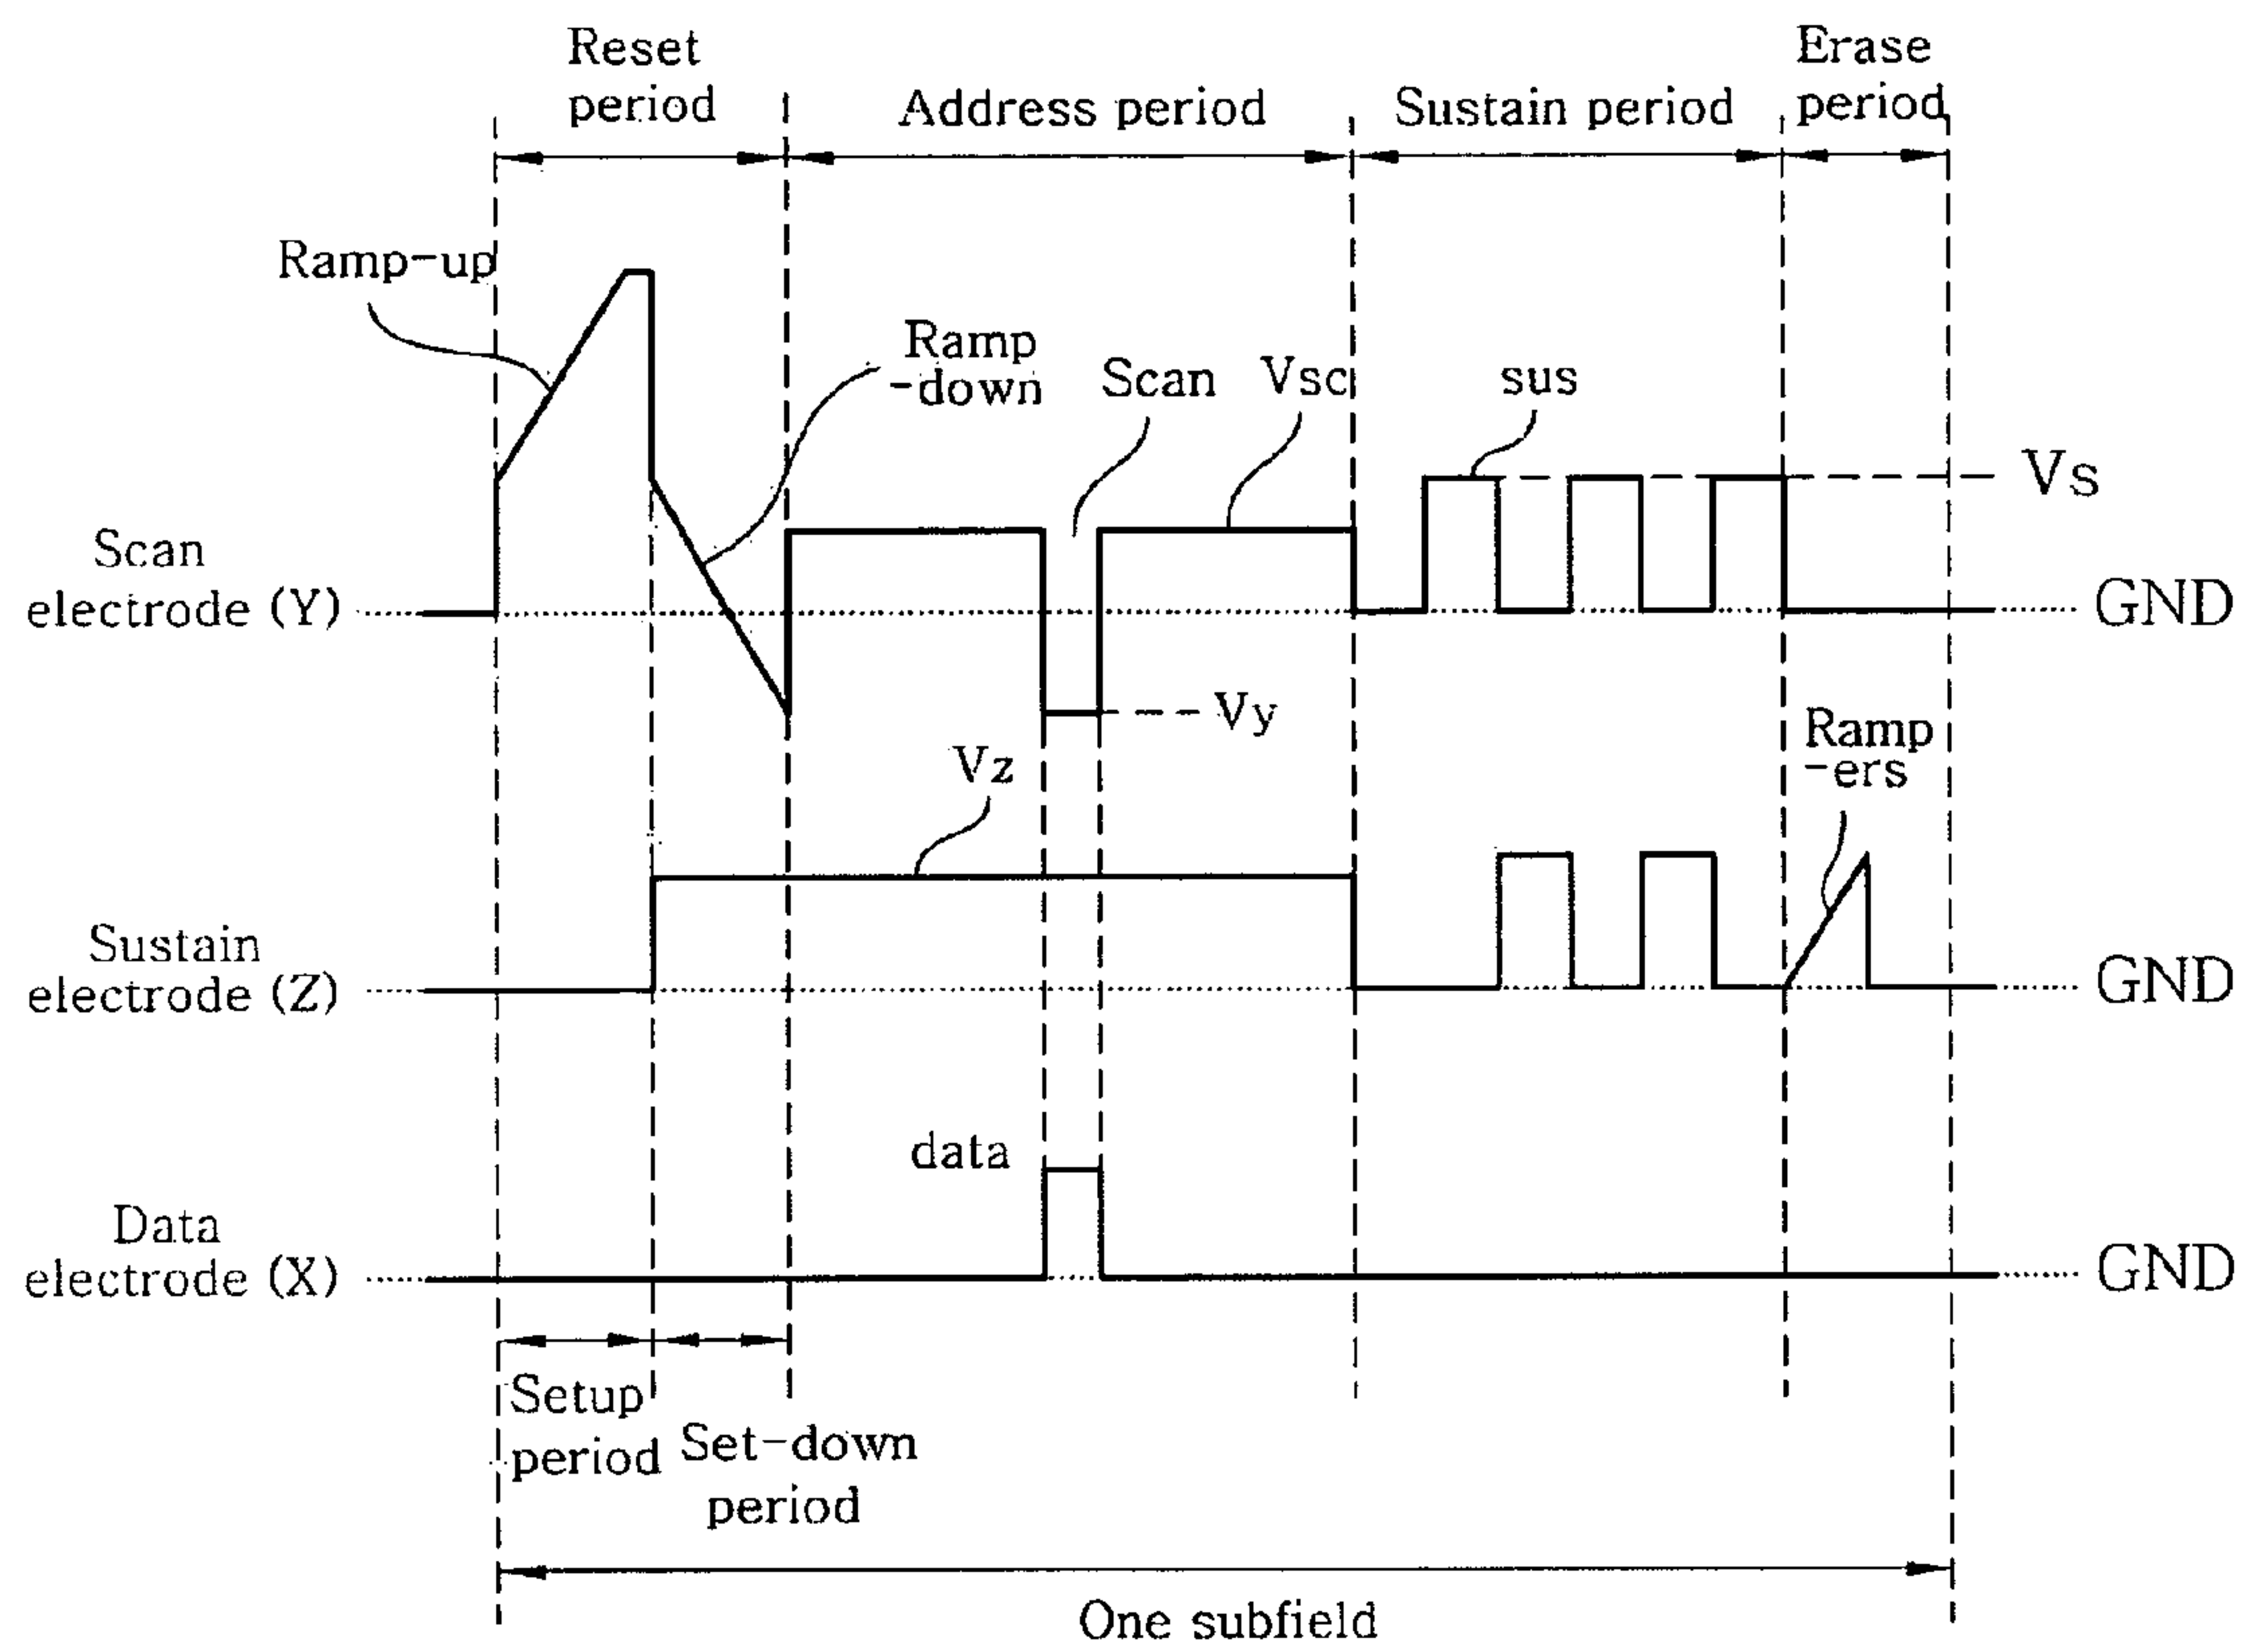 Reset
period
Address period
Sustain period
Erase
period
Ramp-up
Ramp
-down
Scan
Vsc
sus
Vs
Scan
electrode (Y)
GND
Vy
Vz
Ramp
-ers
Sustain
electrode (Z)
GND
data
Data
electrode (X)
GND
Setup
period
Set-down
period
One subfield